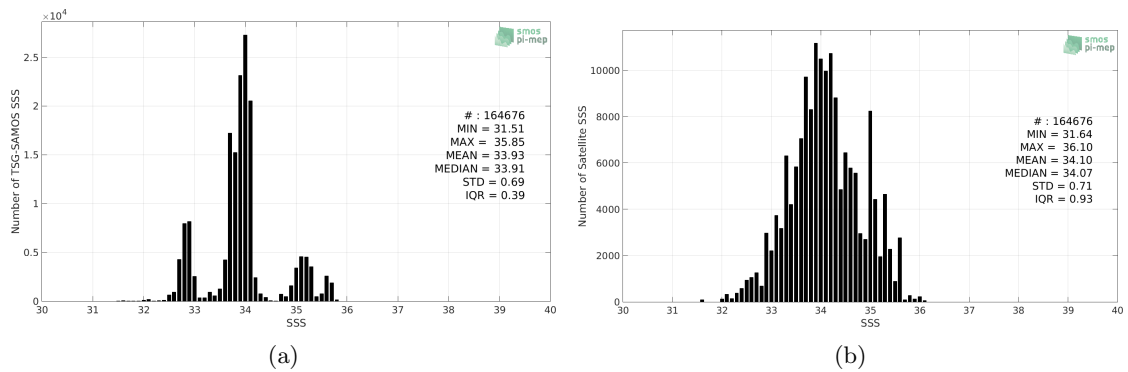 ×10⁴
smos
pi-mep
2.5
2
1.5
1
0.5
0
Number of TSG-SAMOS SSS
# : 164676
MIN = 31.51
MAX = 35.85
MEAN = 33.93
MEDIAN = 33.91
STD = 0.69
IQR = 0.39
30 31 32 33 34 35 36 37 38 39 40
SSS
(a)
smos
pi-mep
10000
8000
6000
4000
2000
0
Number of Satellite SSS
# : 164676
MIN = 31.64
MAX = 36.10
MEAN = 34.10
MEDIAN = 34.07
STD = 0.71
IQR = 0.93
30 31 32 33 34 35 36 37 38 39 40
SSS
(b)